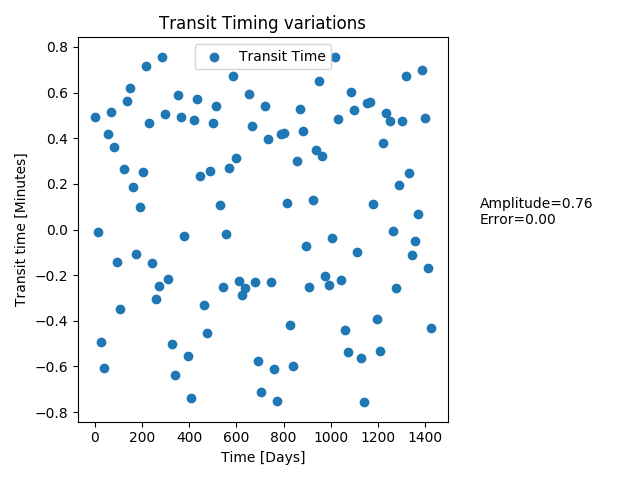 Transit Timing variations
Transit Time
Transit time [Minutes]
0.8
0.6
0.4
0.2
0.0
−0.2
−0.4
−0.6
−0.8
0
200
400
600
800
1000
1200
1400
Time [Days]
Amplitude=0.76
Error=0.00